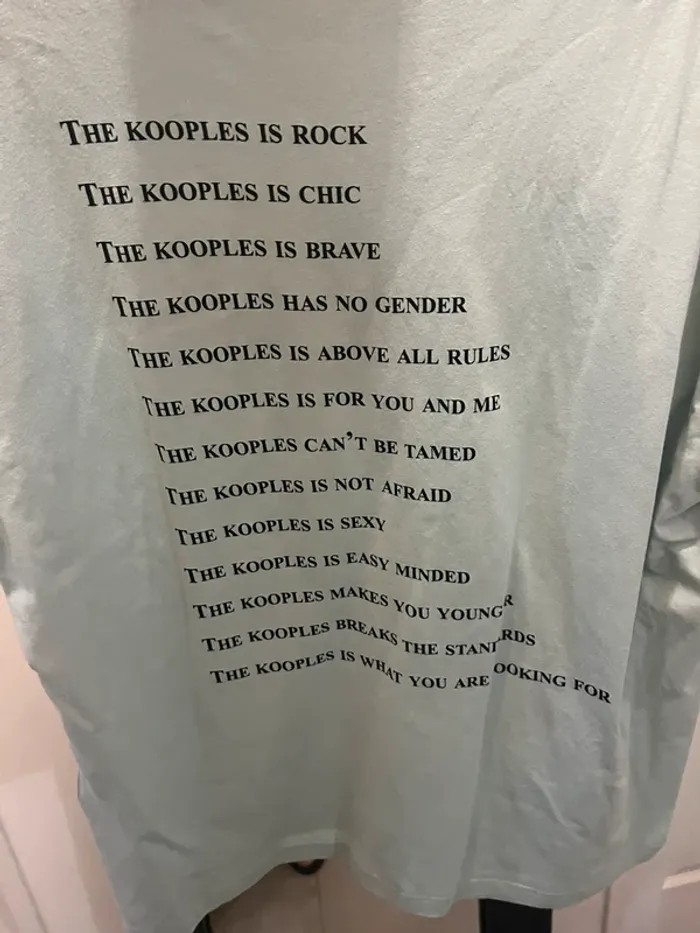 THE KOOPLES IS ROCK
THE KOOPLES IS CHIC
THE KOOPLES IS BRAVE
THE KOOPLES HAS NO GENDER
THE KOOPLES IS ABOVE ALL RULES
THE KOOPLES IS FOR YOU AND ME
THE KOOPLES CAN'T BE TAMED
THE KOOPLES IS NOT AFRAID
THE KOOPLES IS SEXY
THE KOOPLES IS EASY MINDED
THE KOOPLES MAKES YOU YOUNGR
THE KOOPLES BREAKS THE STANDARDS
THE KOOPLES IS WHAT YOU ARE LOOKING FOR